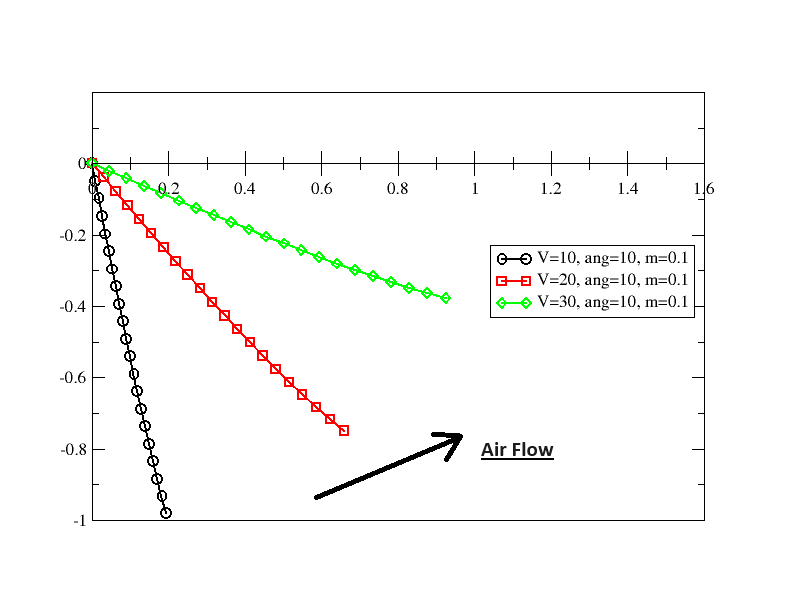 0
0 0.2 0.4 0.6 0.8 1 1.2 1.4 1.6
-0.2
V=10, ang=10, m=0.1
V=20, ang=10, m=0.1
V=30, ang=10, m=0.1
-0.4
-0.6
-0.8
Air Flow
-1